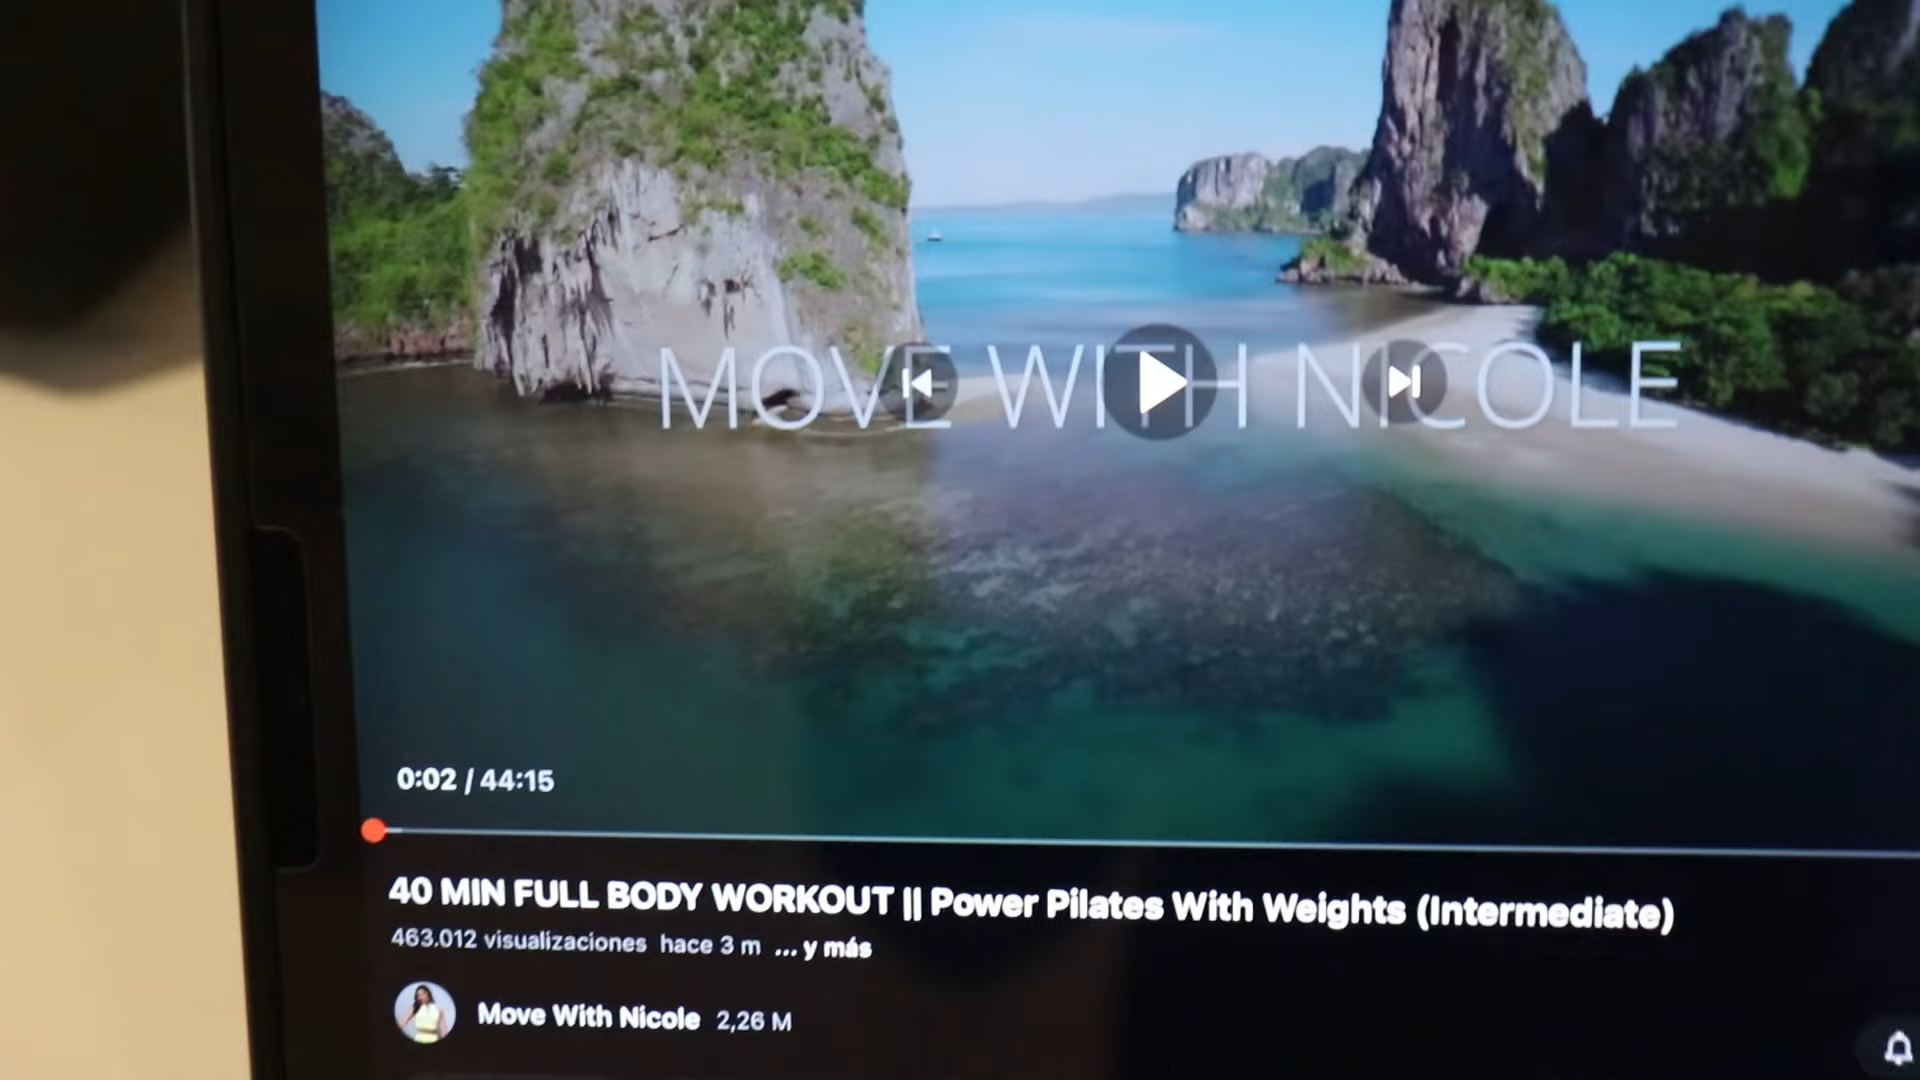 MOVE WITH NICOLE
0:02 / 44:15
40 MIN FULL BODY WORKOUT || Power Pilates With Weights (Intermediate)
463.012 visualizaciones hace 3 m ... y más
Move With Nicole 2,26 M